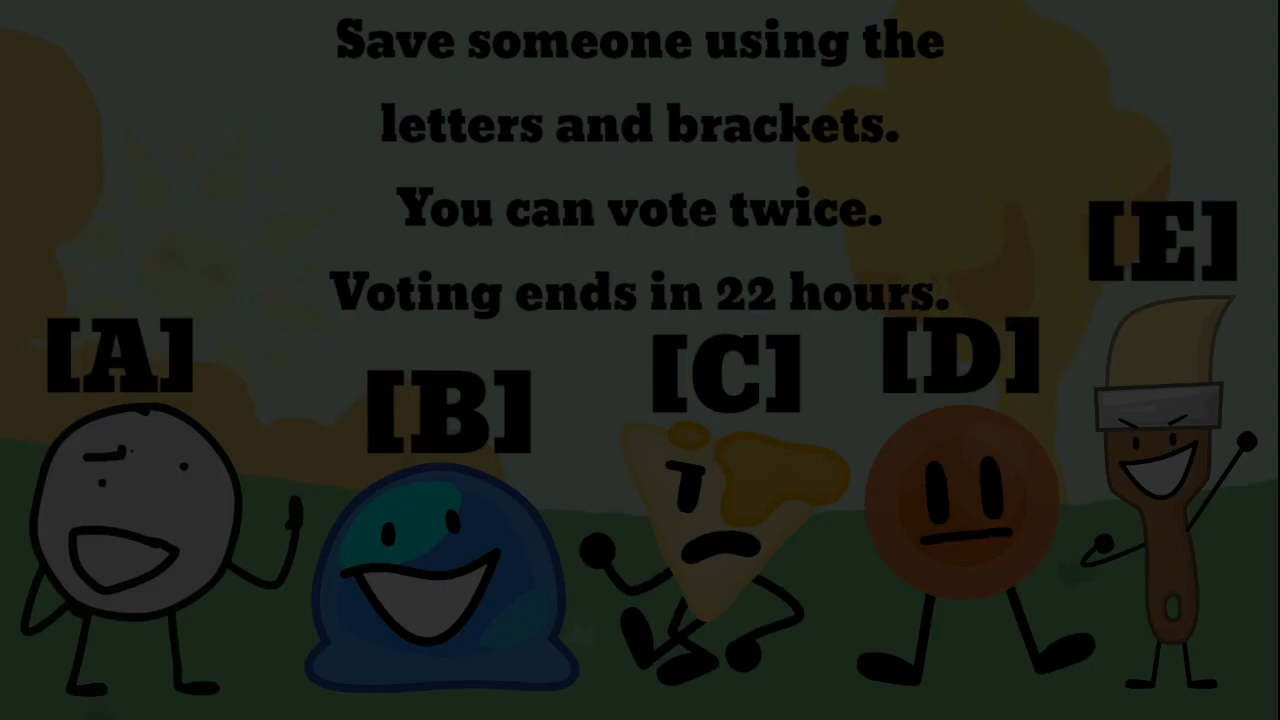 Save someone using the
letters and brackets.
You can vote twice.
Voting ends in 22 hours.
[E]
[A]
[B]
[C]
[D]